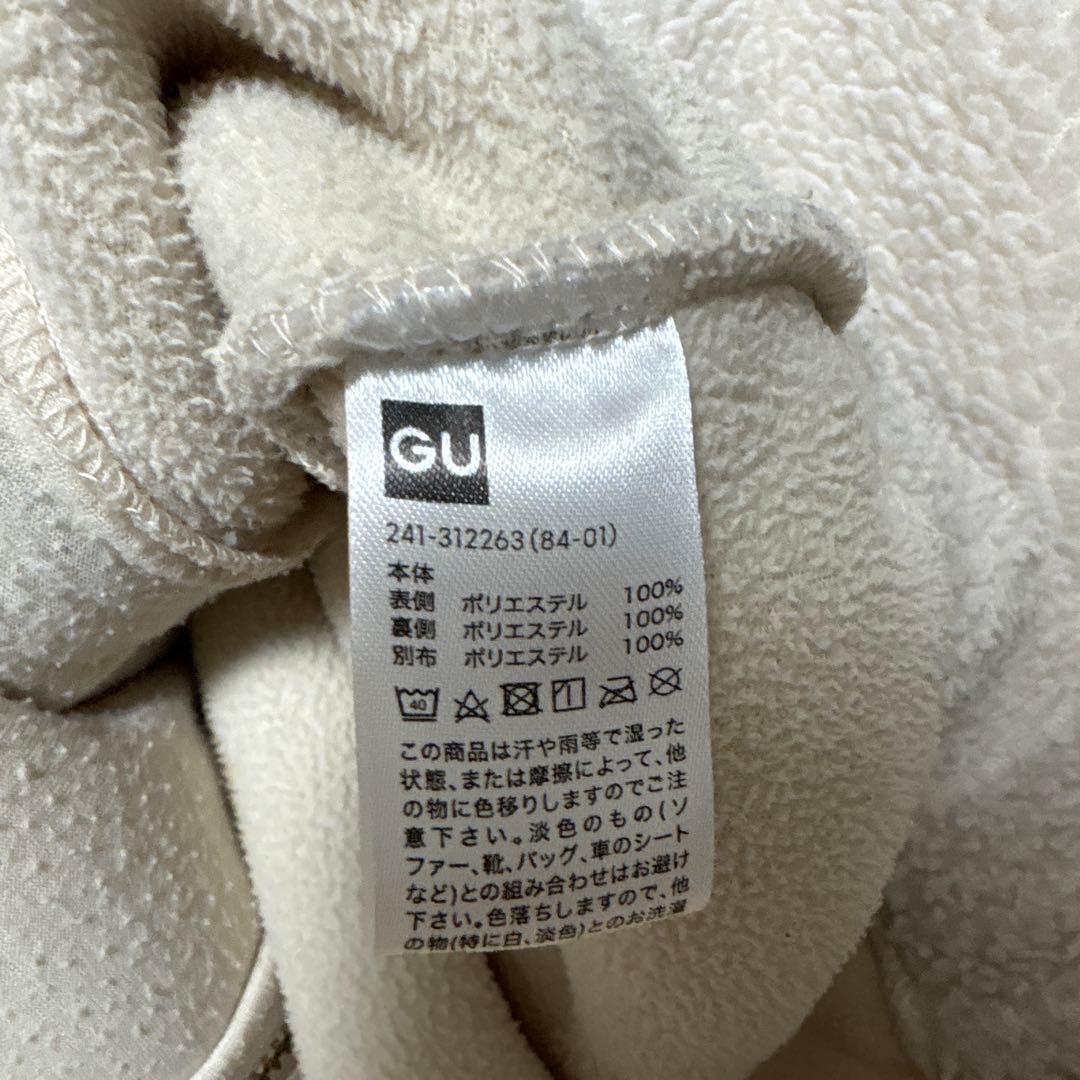 GU
241-312263(84-01)
本体
表側 ポリエステル 100%
裏側 ポリエステル 100%
別布 ポリエステル 100%
40
この商品は汗や雨等で湿った
状態、または摩擦によって、他
の物に色移りしますのでご注
意下さい。淡色のもの(ソ
ファー、靴、バッグ、車のシート
など)との組み合わせはお避け
下さい。色落ちしますので、他
の物(特に白、淡色)とのお洗濯